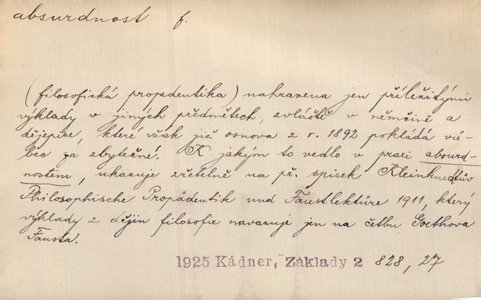 absurdnost f.
(filosofická propedeutika) nahrazena jen příležitými
výklady v jiných předmětech, zvláště v němčině a
dějepise, které však již osnova z r. 1892 pokládá vů-
bec za zbytečné. K jakým to vedlo v praxi absurd-
nostem, ukazuje zřetelně na př. spisek Kleinknechtův
Philosophische Propädeutik und Faustlektüre 1911, který
výklady z dějin filosofie navazuje jen na četbu Goethova
Fausta.
1925 Kádner, Základy 2 828, 27